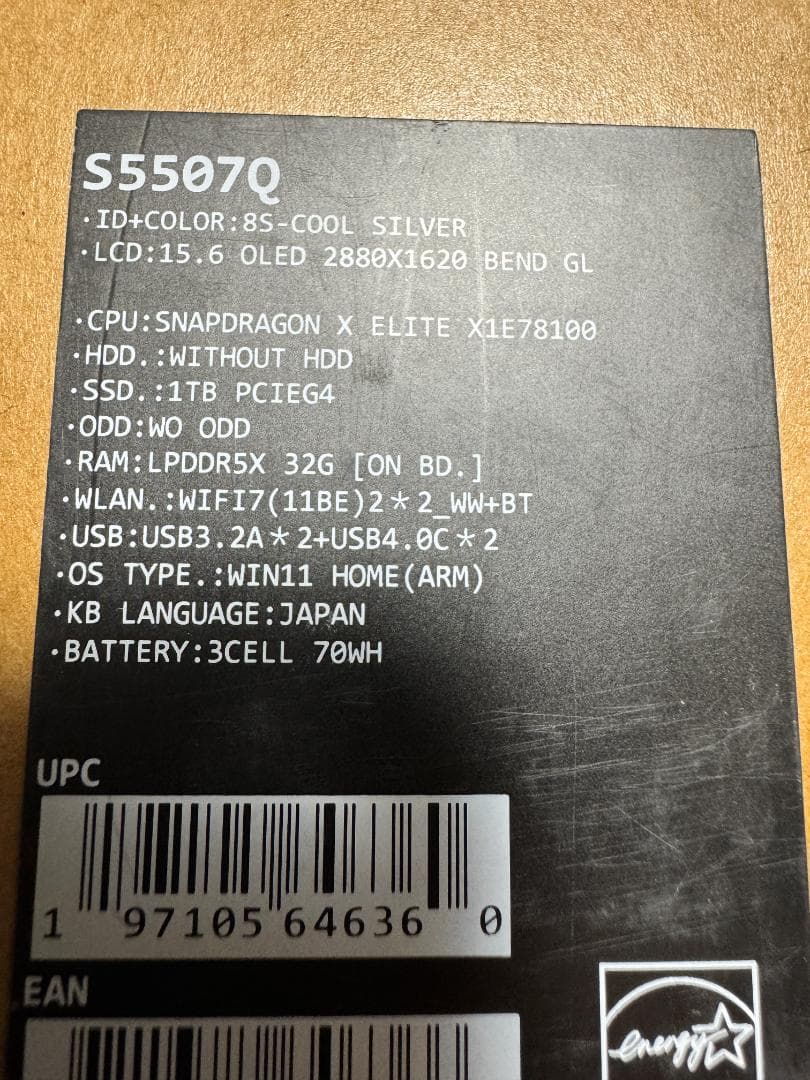 S5507Q
·ID+COLOR:8S-COOL SILVER
·LCD:15.6 OLED 2880X1620 BEND GL
·CPU:SNAPDRAGON X ELITE X1E78100
·HDD.:WITHOUT HDD
·SSD.:1TB PCIEG4
·ODD:WO ODD
·RAM:LPDDR5X 32G [ON BD.]
·WLAN.:WIFI7(11BE)2*2_WW+BT
·USB:USB3.2A*2+USB4.0C*2
·OS TYPE.:WIN11 HOME(ARM)
·KB LANGUAGE:JAPAN
·BATTERY:3CELL 70WH
UPC
1 97105 64636 0
EAN
energy